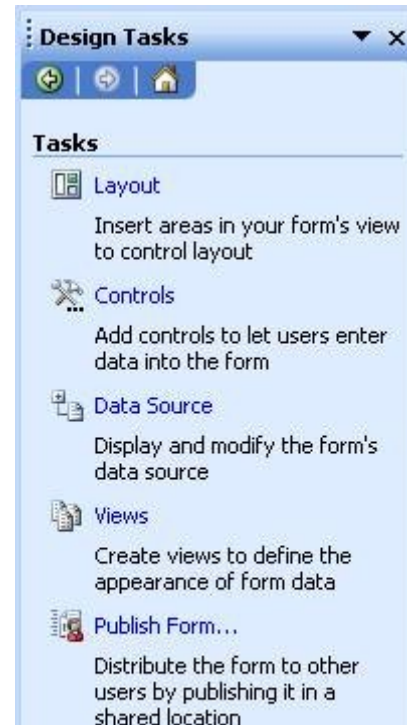 Design Tasks
Tasks
Layout
Insert areas in your form's view
to control layout
Controls
Add controls to let users enter
data into the form
Data Source
Display and modify the form's
data source
Views
Create views to define the
appearance of form data
Publish Form...
Distribute the form to other
users by publishing it in a
shared location